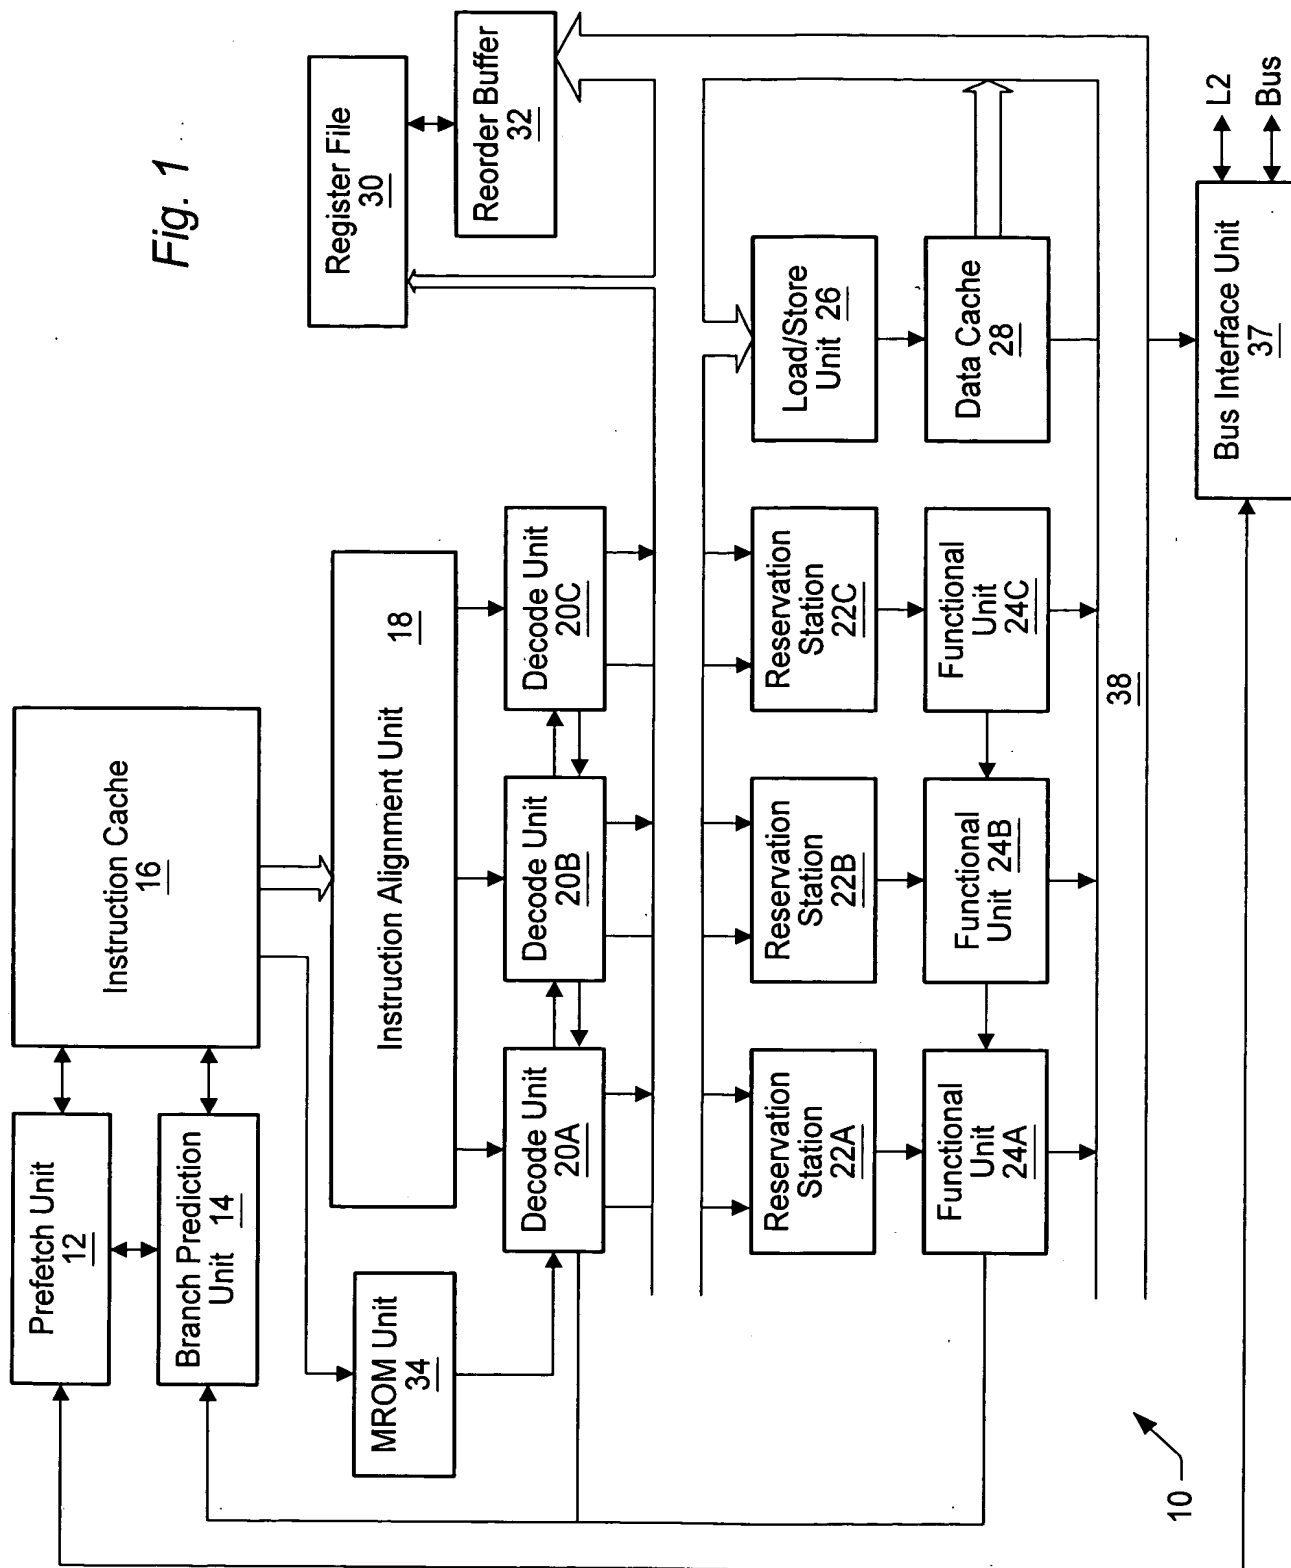 Fig. 1
Prefetch Unit
12
Branch Prediction
Unit 14
Instruction Cache
16
Register File
30
Reorder Buffer
32
MROM Unit
34
Instruction Alignment Unit
18
Decode Unit
20A
Decode Unit
20B
Decode Unit
20C
Reservation
Station
22A
Reservation
Station
22B
Reservation
Station
22C
Load/Store
Unit 26
Functional
Unit
24A
Functional
Unit 24B
Functional
Unit
24C
Data Cache
28
38
10
Bus Interface Unit
37
L2
Bus